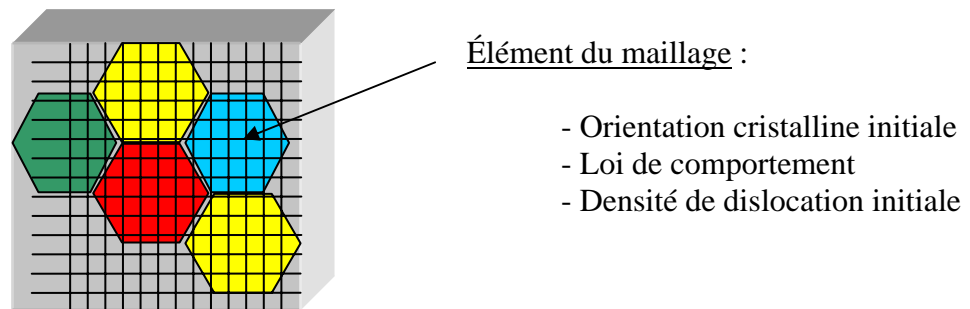 Élément du maillage :
- Orientation cristalline initiale
- Loi de comportement
- Densité de dislocation initiale